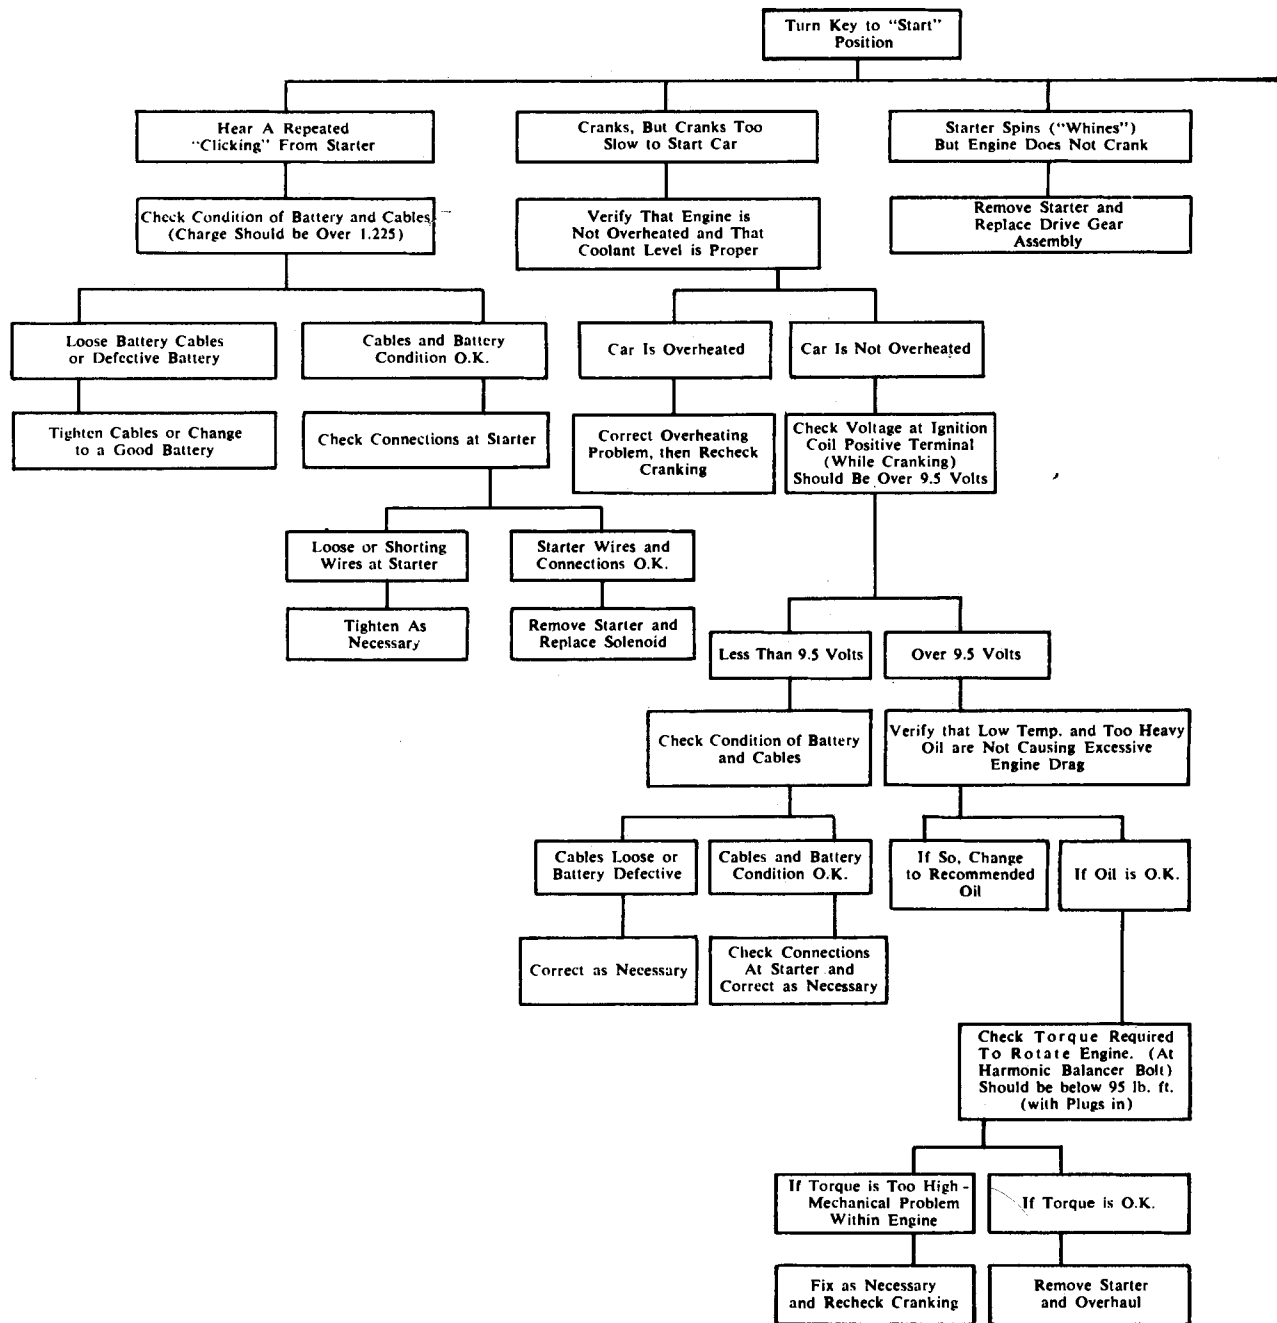 Turn Key to “Start”
Position
Hear A Repeated
“Clicking” From Starter
Cranks, But Cranks Too
Slow to Start Car
Starter Spins (“Whines”)
But Engine Does Not Crank
Check Condition of Battery and Cables
(Charge Should be Over 1.225)
Verify That Engine is
Not Overheated and That
Coolant Level is Proper
Remove Starter and
Replace Drive Gear
Assembly
Loose Battery Cables
or Defective Battery
Cables and Battery
Condition O.K.
Car Is Overheated
Car Is Not Overheated
Tighten Cables or Change
to a Good Battery
Check Connections at Starter
Correct Overheating
Problem, then Recheck
Cranking
Check Voltage at Ignition
Coil Positive Terminal
(While Cranking)
Should Be Over 9.5 Volts
Loose or Shorting
Wires at Starter
Starter Wires and
Connections O.K.
Tighten As
Necessary
Remove Starter and
Replace Solenoid
Less Than 9.5 Volts
Over 9.5 Volts
Check Condition of Battery
and Cables
Verify that Low Temp. and Too Heavy
Oil are Not Causing Excessive
Engine Drag
Cables Loose or
Battery Defective
Cables and Battery
Condition O.K.
If So, Change
to Recommended
Oil
If Oil is O.K.
Correct as Necessary
Check Connections
At Starter and
Correct as Necessary
Check Torque Required
To Rotate Engine. (At
Harmonic Balancer Bolt)
Should be below 95 lb. ft.
(with Plugs in)
If Torque is Too High -
Mechanical Problem
Within Engine
If Torque is O.K.
Fix as Necessary
and Recheck Cranking
Remove Starter
and Overhaul